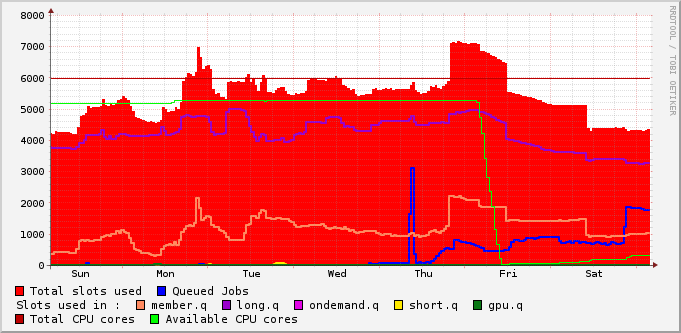 8000
7000
6000
5000
4000
3000
2000
1000
0
Sun Mon Tue Wed Thu Fri Sat
Total slots used Queued Jobs
Slots used in : member.q long.q ondemand.q short.q gpu.q
Total CPU cores Available CPU cores
RRDTOOL / TOBI OETIKER